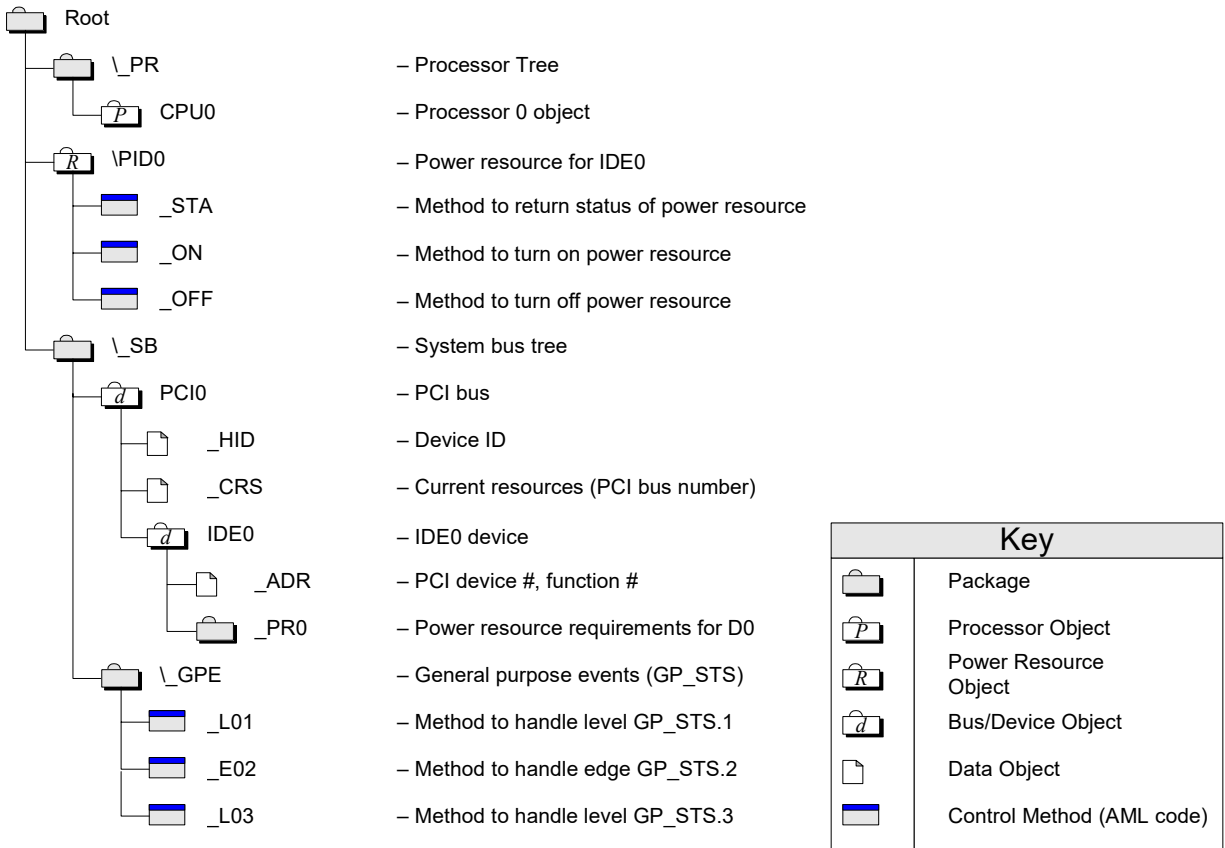 Root
\_PR – Processor Tree
P CPU0 – Processor 0 object
R \PID0 – Power resource for IDE0
_STA – Method to return status of power resource
_ON – Method to turn on power resource
_OFF – Method to turn off power resource
\_SB – System bus tree
d PCI0 – PCI bus
_HID – Device ID
_CRS – Current resources (PCI bus number)
d IDE0 – IDE0 device
_ADR – PCI device #, function #
_PR0 – Power resource requirements for D0
\_GPE – General purpose events (GP_STS)
_L01 – Method to handle level GP_STS.1
_E02 – Method to handle edge GP_STS.2
_L03 – Method to handle level GP_STS.3
Key
Package
P Processor Object
R Power Resource
Object
d Bus/Device Object
Data Object
Control Method (AML code)